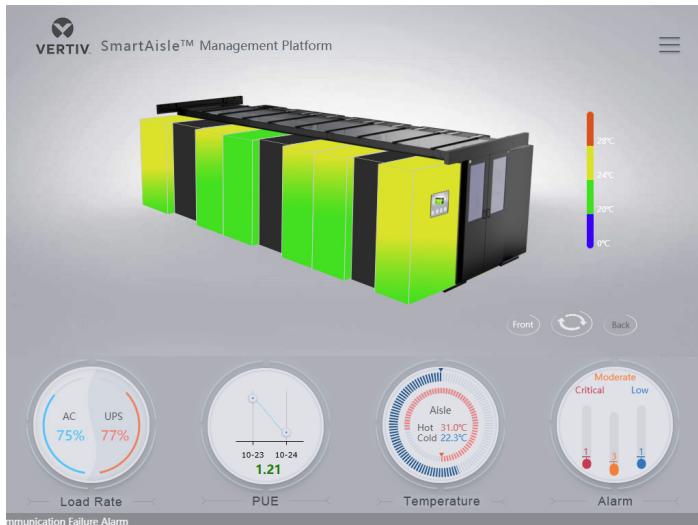 VERTIV. SmartAisle™ Management Platform
28℃
24℃
20℃
0℃
Front
Back
AC UPS
75% 77%
Load Rate
10-23 10-24
1.21
PUE
Aisle
Hot 31.0℃
Cold 22.3℃
Temperature
Moderate
Critical Low
1 3 1
Alarm
mmunication Failure Alarm